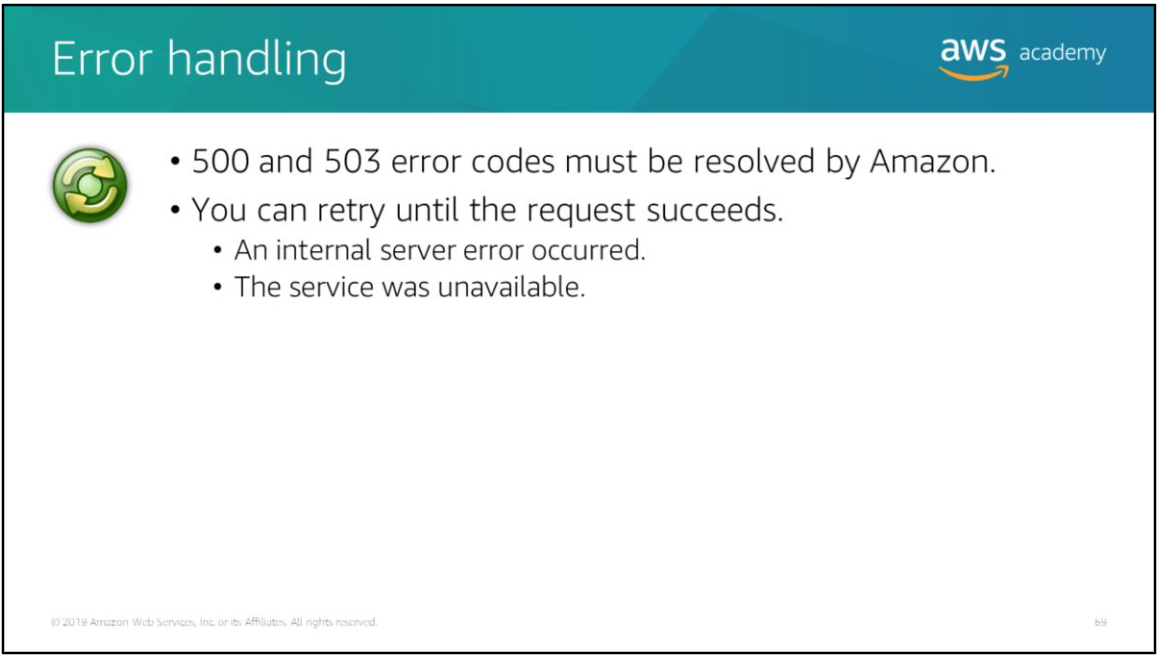 Error handling
aws academy
• 500 and 503 error codes must be resolved by Amazon.
• You can retry until the request succeeds.
• An internal server error occurred.
• The service was unavailable.
© 2019 Amazon Web Services, Inc. or its Affiliates. All rights reserved.
69